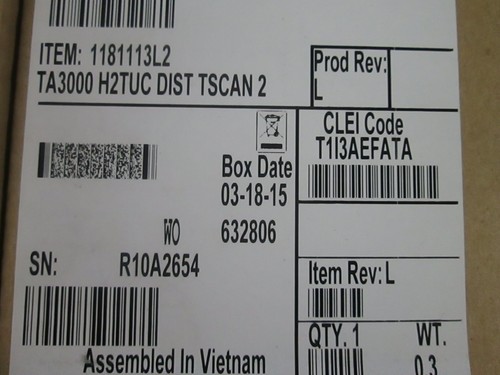 ITEM: 1181113L2
TA3000 H2TUC DIST TSCAN 2
Prod Rev:
L
CLEI Code
T1I3AEFATA
Box Date
03-18-15
WO 632806
SN: R10A2654
Item Rev: L
QTY. 1 WT.
0.3
Assembled In Vietnam